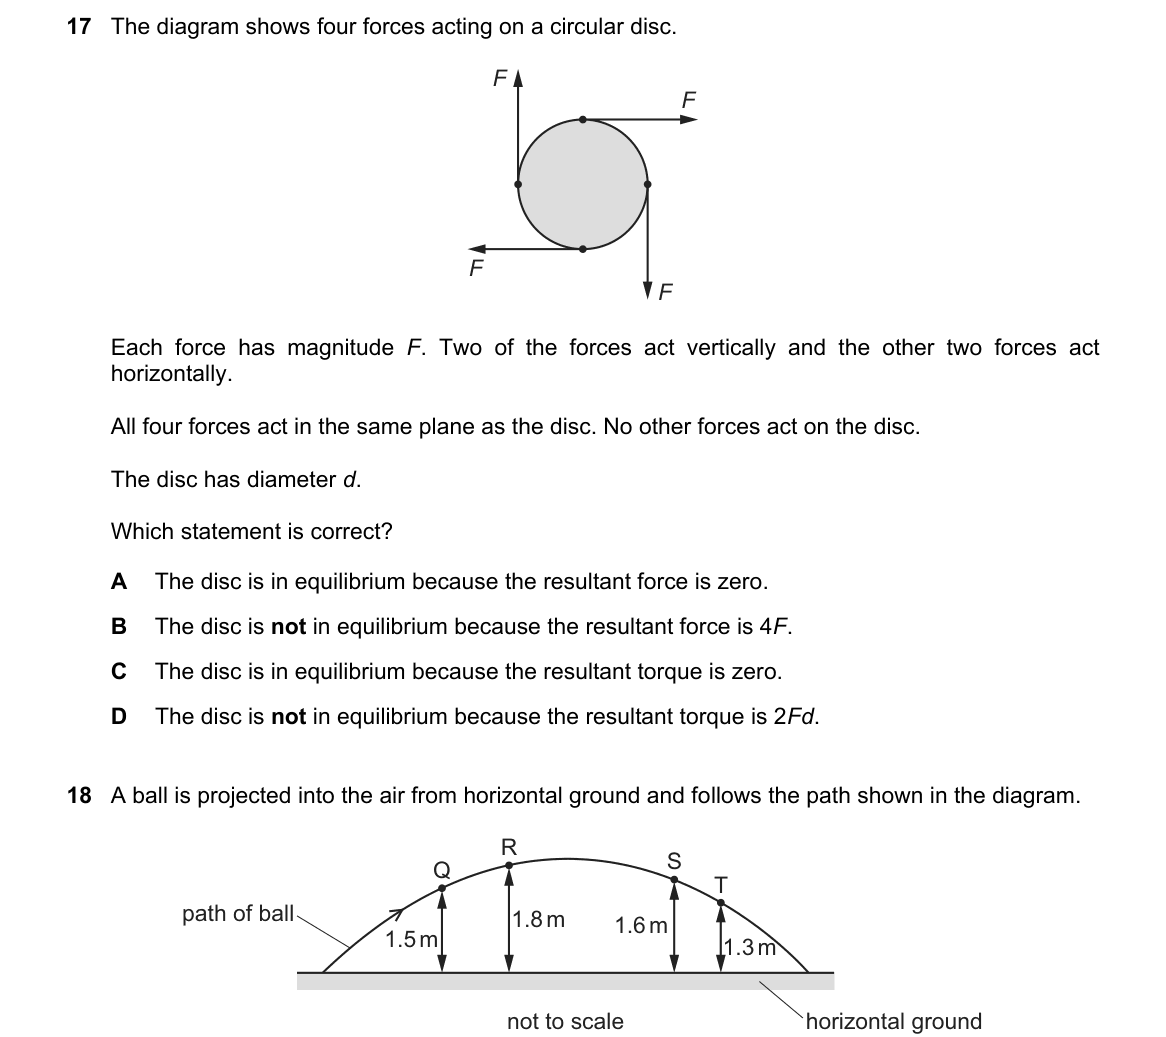 17 The diagram shows four forces acting on a circular disc.
F
F
F
F
Each force has magnitude F. Two of the forces act vertically and the other two forces act
horizontally.
All four forces act in the same plane as the disc. No other forces act on the disc.
The disc has diameter d.
Which statement is correct?
A The disc is in equilibrium because the resultant force is zero.
B The disc is not in equilibrium because the resultant force is 4F.
C The disc is in equilibrium because the resultant torque is zero.
D The disc is not in equilibrium because the resultant torque is 2Fd.
18 A ball is projected into the air from horizontal ground and follows the path shown in the diagram.
R
Q
S
T
path of ball
1.5 m
1.8 m
1.6 m
1.3 m
not to scale
horizontal ground